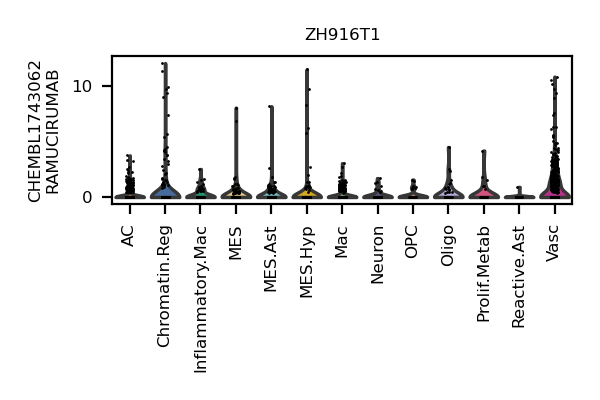 ZH916T1
CHEMBL1743062
RAMUCIRUMAB
10
0
AC
Chromatin.Reg
Inflammatory.Mac
MES
MES.Ast
MES.Hyp
Mac
Neuron
OPC
Oligo
Prolif.Metab
Reactive.Ast
Vasc